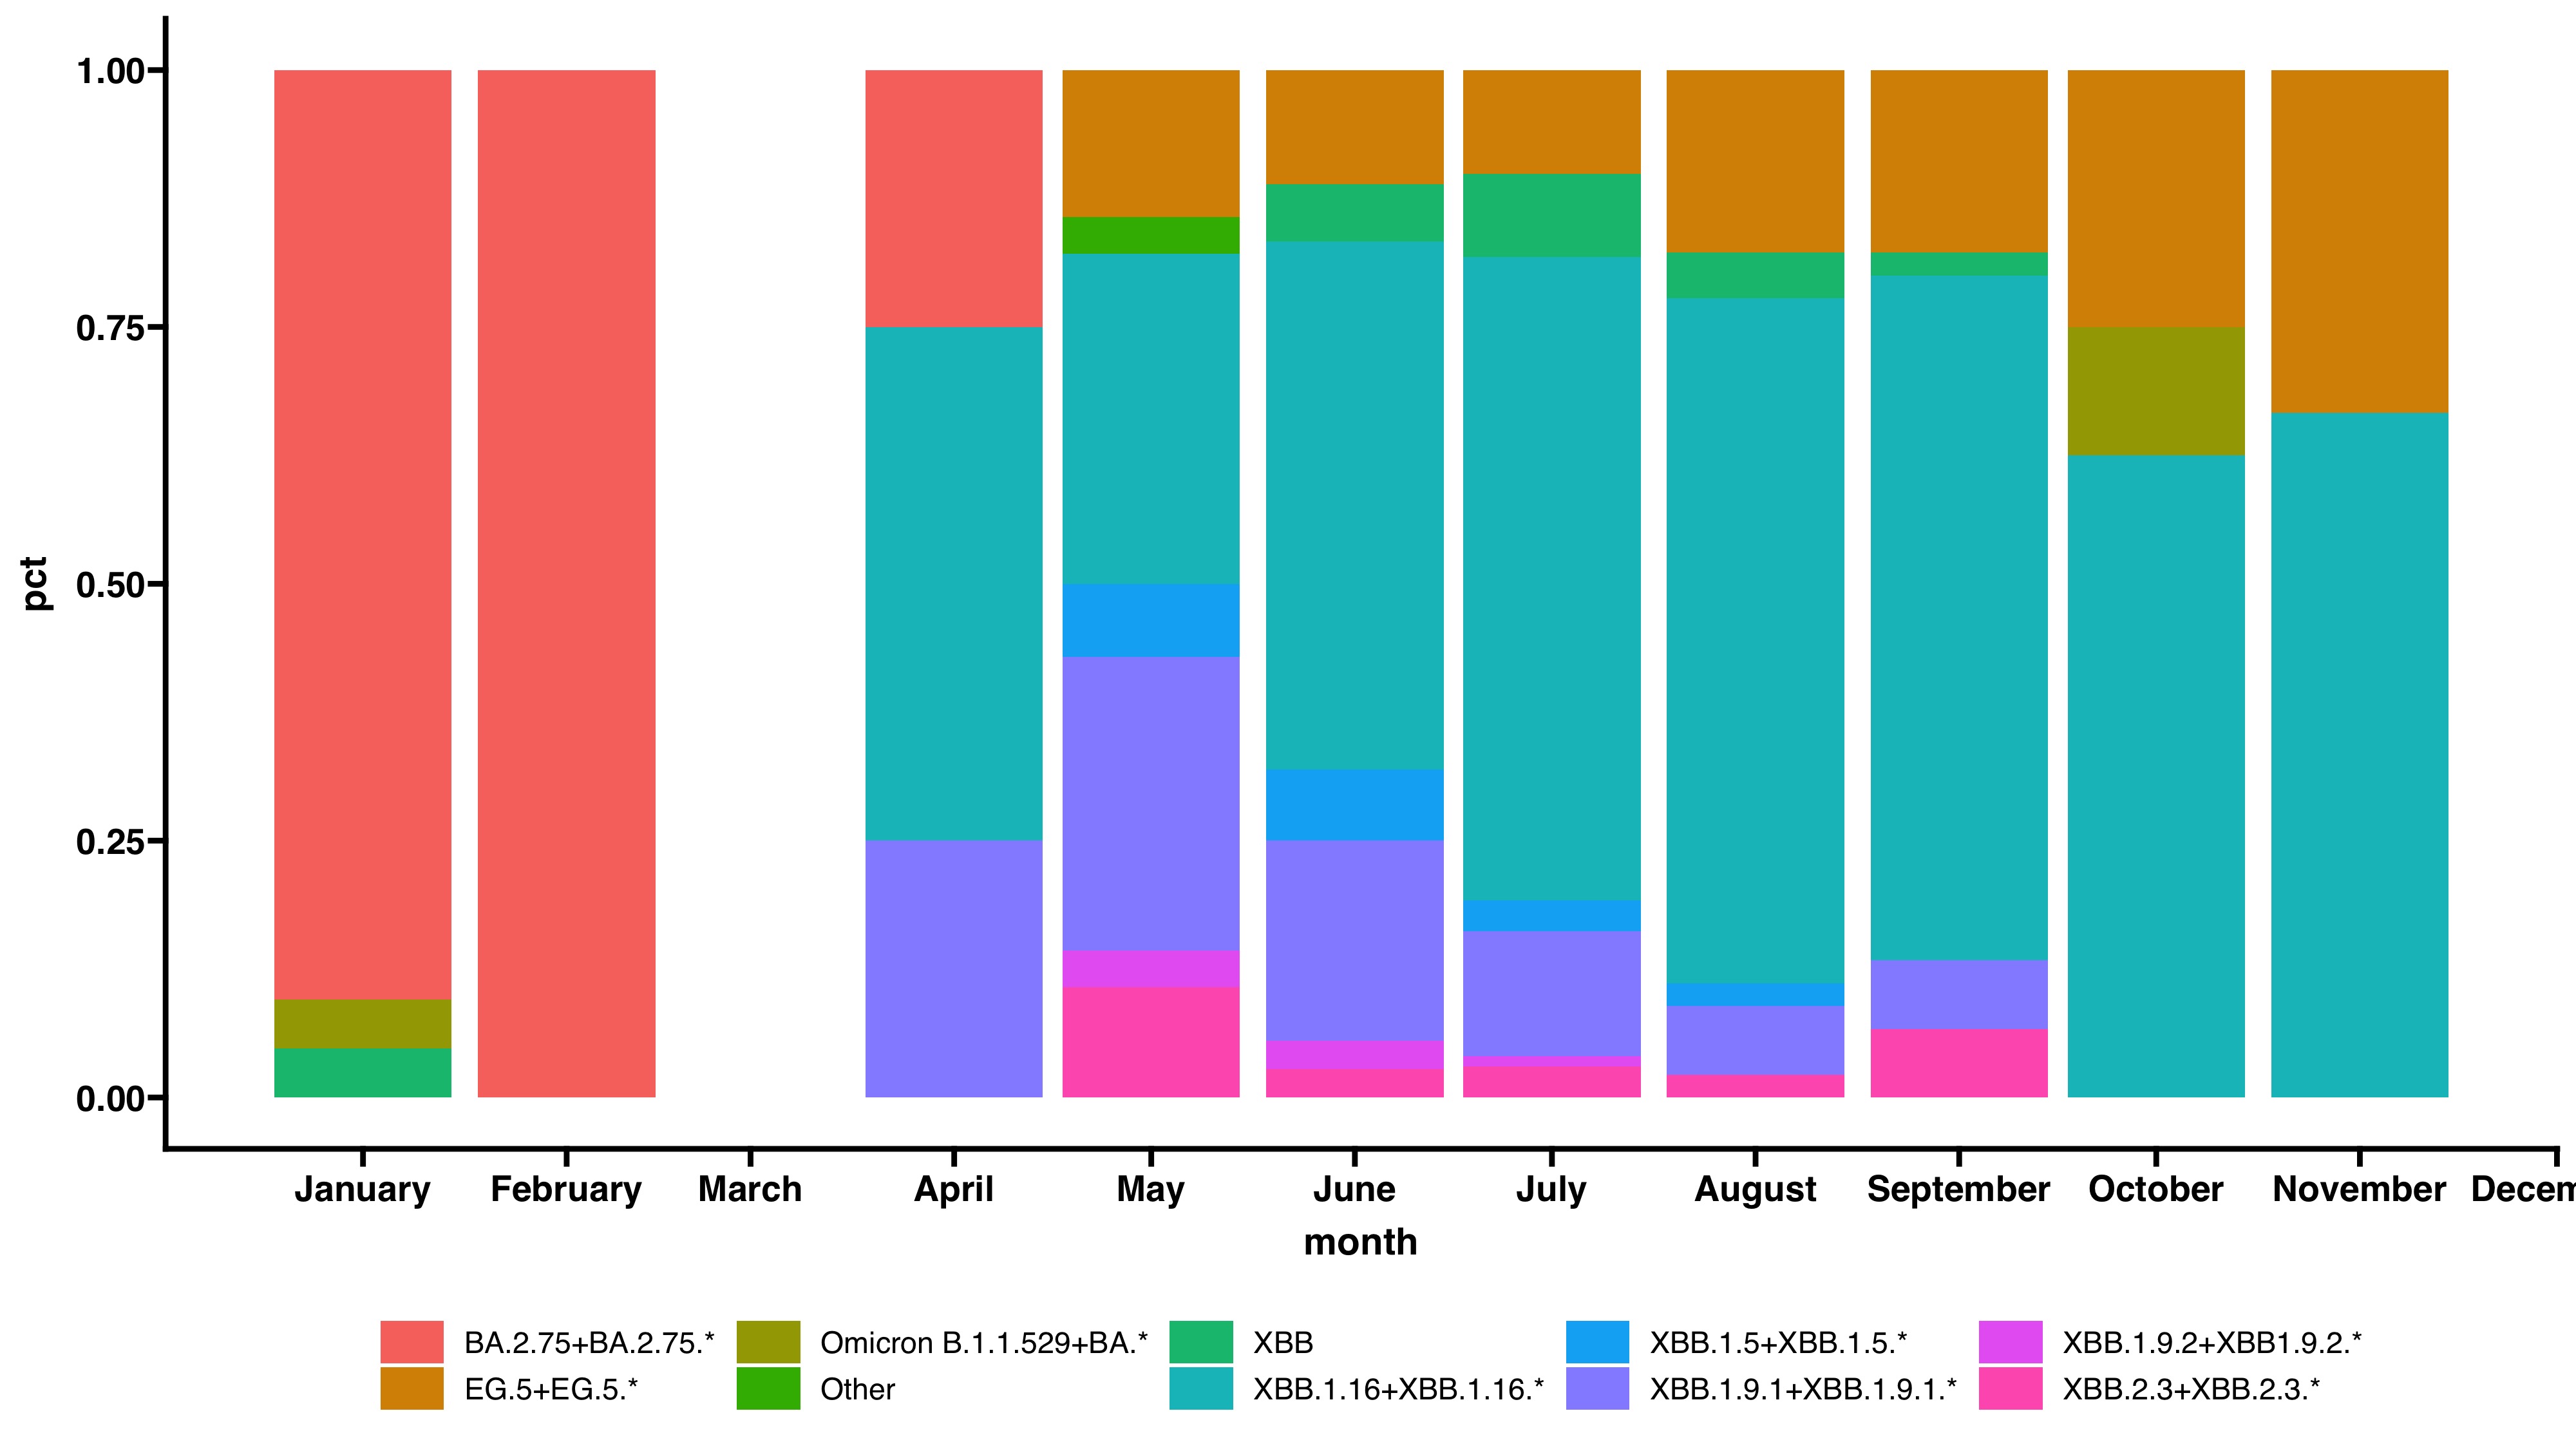 1.00
0.75
0.50
0.25
0.00
pct
January February March April May June July August September October November Decem
month
BA.2.75+BA.2.75.* Omicron B.1.1.529+BA.* XBB XBB.1.5+XBB.1.5.* XBB.1.9.2+XBB1.9.2.*
EG.5+EG.5.* Other XBB.1.16+XBB.1.16.* XBB.1.9.1+XBB.1.9.1.* XBB.2.3+XBB.2.3.*